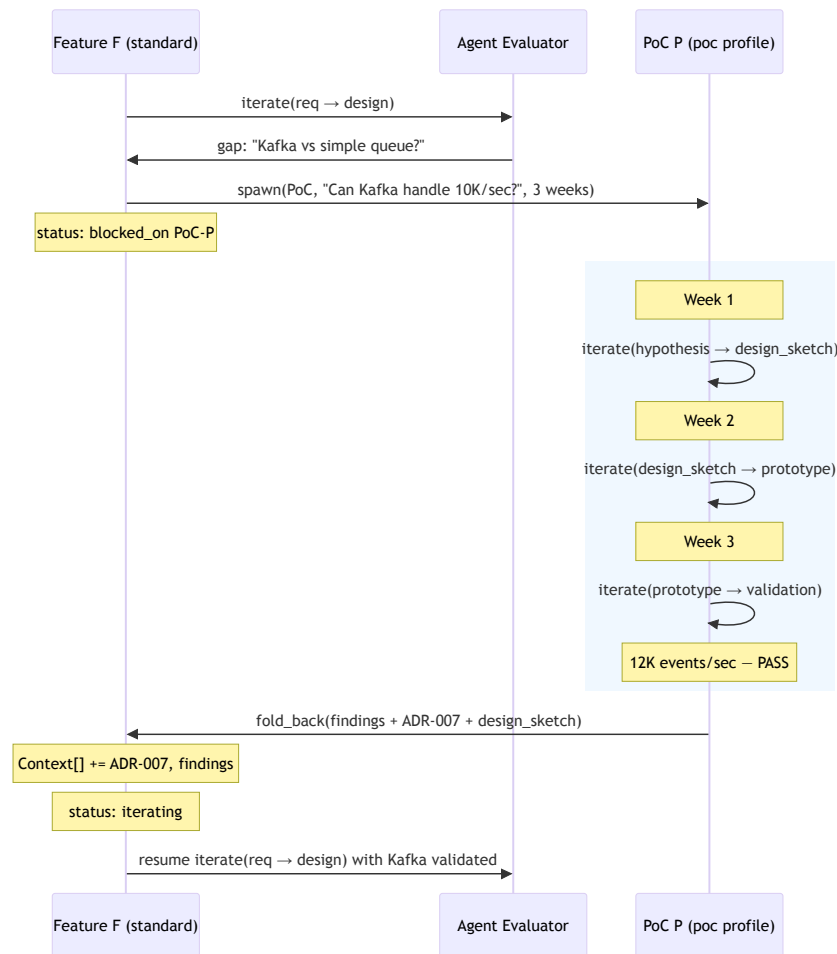 Feature F (standard)
Agent Evaluator
PoC P (poc profile)
iterate(req → design)
gap: "Kafka vs simple queue?"
spawn(PoC, "Can Kafka handle 10K/sec?", 3 weeks)
status: blocked_on PoC-P
Week 1
iterate(hypothesis → design_sketch)
Week 2
iterate(design_sketch → prototype)
Week 3
iterate(prototype → validation)
12K events/sec — PASS
fold_back(findings + ADR-007 + design_sketch)
Context[] += ADR-007, findings
status: iterating
resume iterate(req → design) with Kafka validated
Feature F (standard)
Agent Evaluator
PoC P (poc profile)